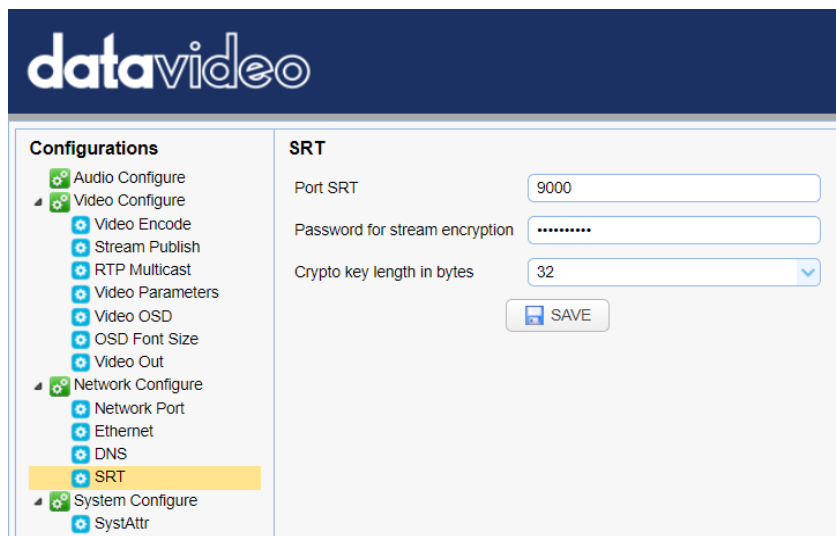 datavideo
Configurations
Audio Configure
Video Configure
Video Encode
Stream Publish
RTP Multicast
Video Parameters
Video OSD
OSD Font Size
Video Out
Network Configure
Network Port
Ethernet
DNS
SRT
System Configure
SystAttr
SRT
Port SRT 9000
Password for stream encryption ••••••••••
Crypto key length in bytes 32
SAVE